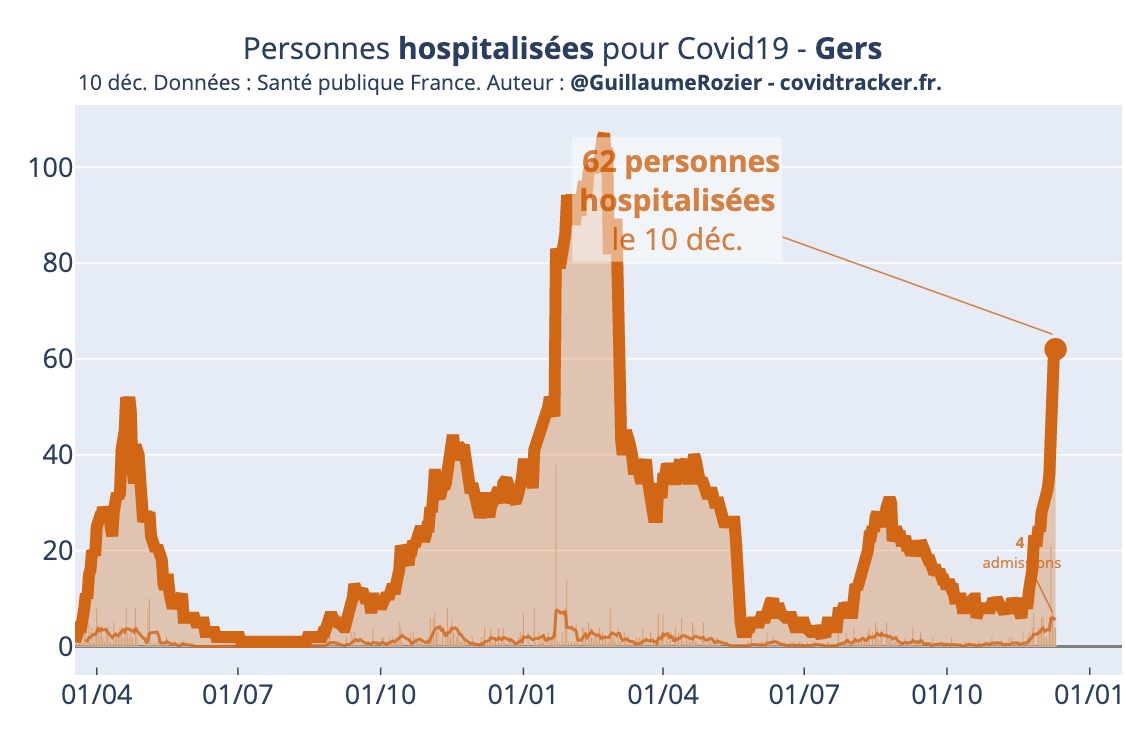 Personnes hospitalisées pour Covid19 - Gers
10 déc. Données : Santé publique France. Auteur : @GuillaumeRozier - covidtracker.fr.
100
80
60
40
20
0
62 personnes
hospitalisées
le 10 déc.
4
admissions
01/04 01/07 01/10 01/01 01/04 01/07 01/10 01/01